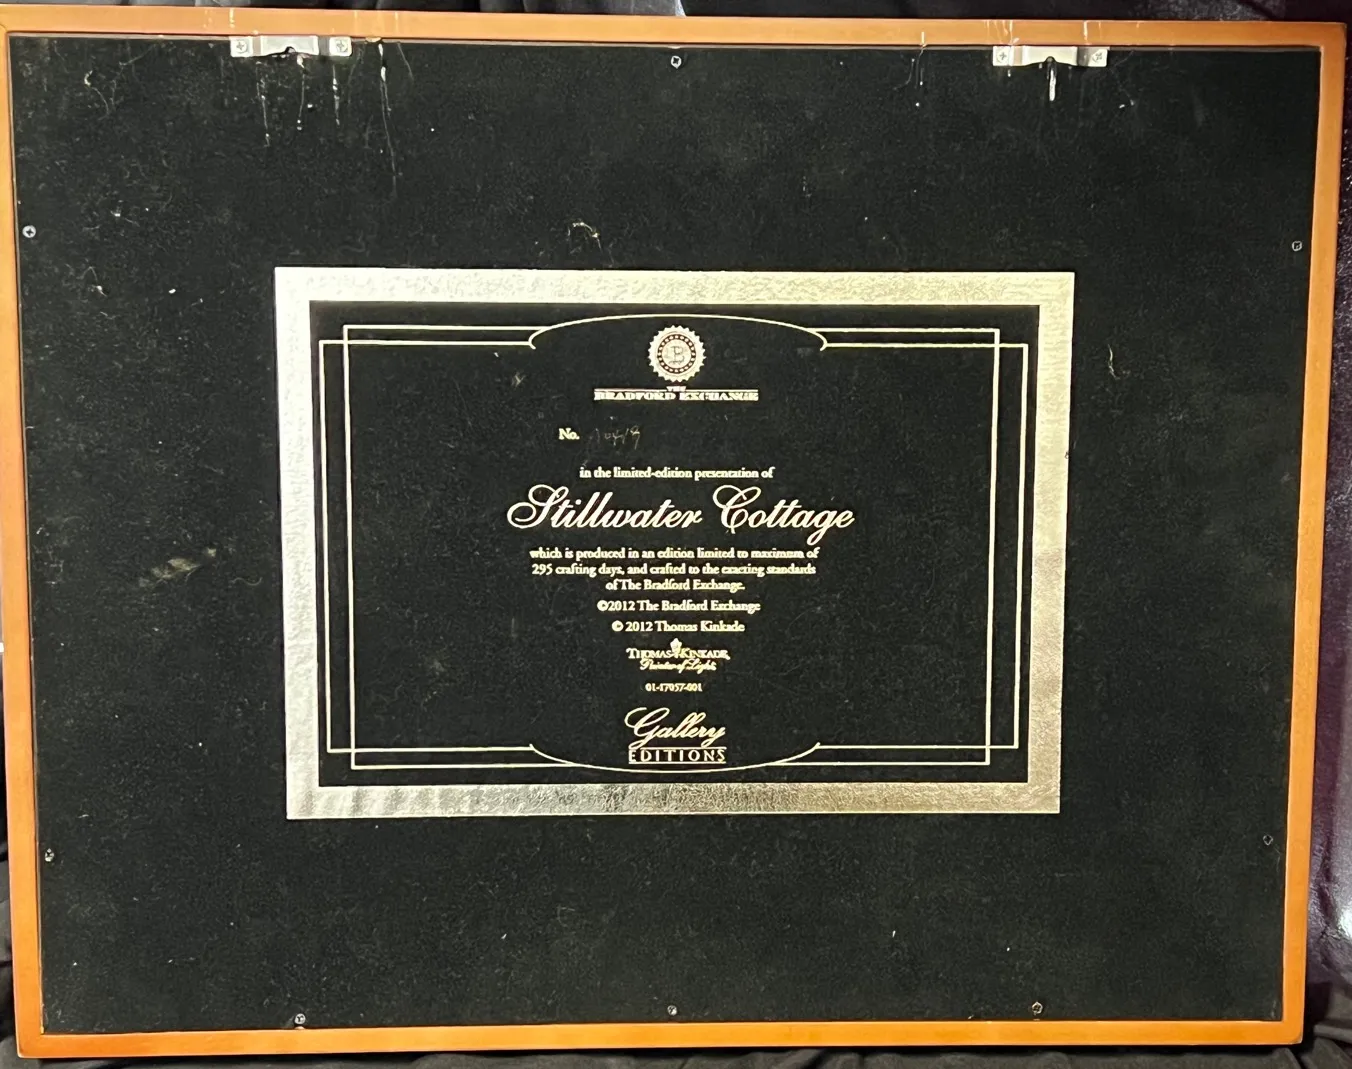 B
THE
BRADFORD EXCHANGE
No.
in the limited-edition presentation of
Stillwater Cottage
which is produced in an edition limited to maximum of
295 crafting days, and crafted to the exacting standards
of The Bradford Exchange.
©2012 The Bradford Exchange
© 2012 Thomas Kinkade
THOMAS KINKADE
Painter of Light
01-17057-001
Gallery
EDITIONS